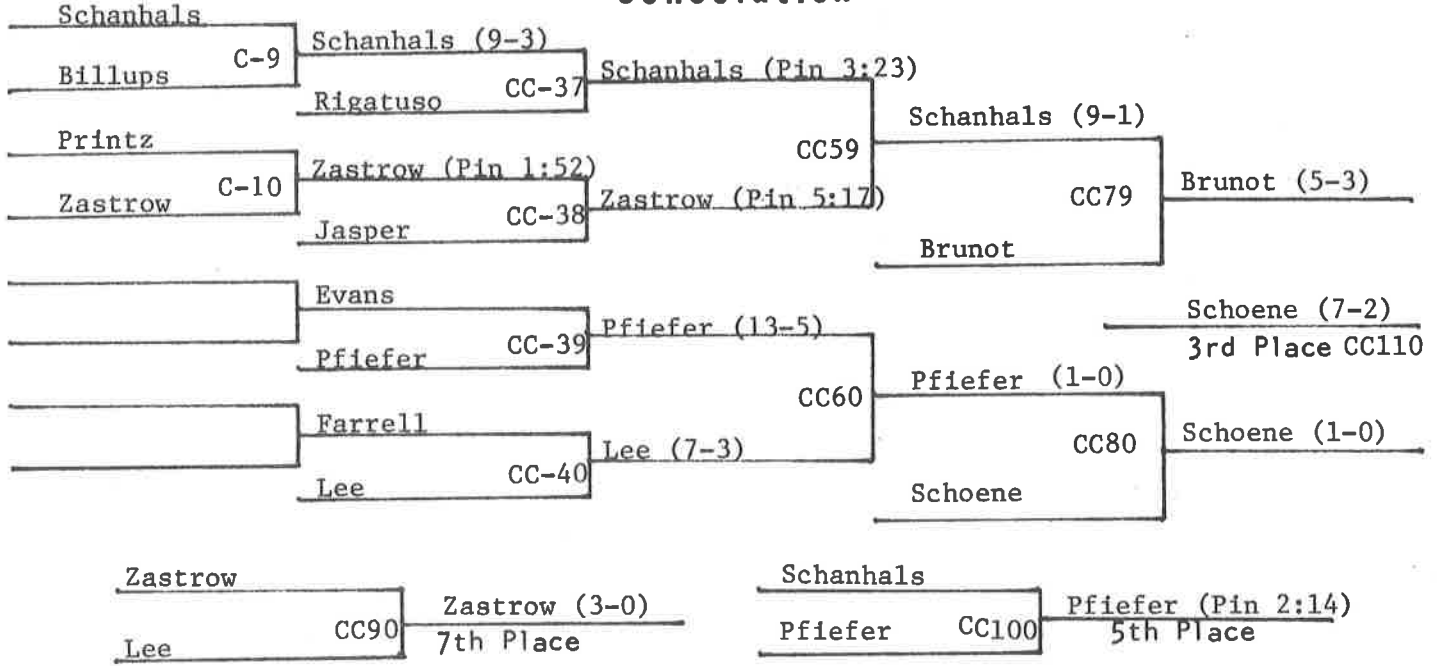 Schanhals
Billups
C-9
Schanhals (9-3)
Rigatuso
CC-37
Schanhals (Pin 3:23)
Printz
Zastrow
C-10
Zastrow (Pin 1:52)
Jasper
CC-38
Zastrow (Pin 5:17)
CC59
Schanhals (9-1)
Brunot
CC79
Brunot (5-3)
Evans
Pfiefer
CC-39
Pfiefer (13-5)
Farrell
Lee
CC-40
Lee (7-3)
CC60
Pfiefer (1-0)
Schoene
CC80
Schoene (1-0)
Schoene (7-2)
3rd Place CC110
Zastrow
Lee
CC90
Zastrow (3-0)
7th Place
Schanhals
Pfiefer
CC100
Pfiefer (Pin 2:14)
5th Place